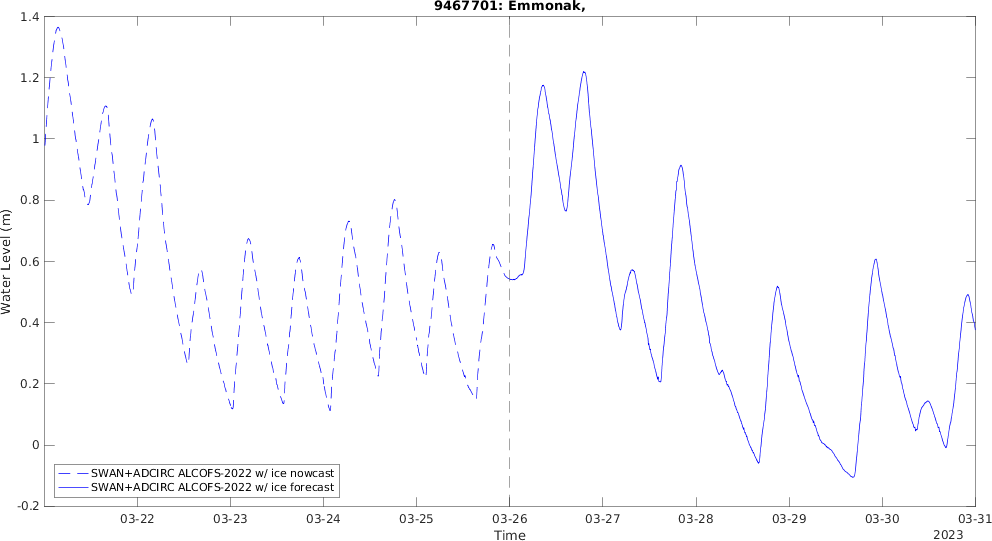 9467701: Emmonak,
1.4
1.2
1
0.8
0.6
0.4
0.2
0
-0.2
Water Level (m)
SWAN+ADCIRC ALCOFS-2022 w/ ice nowcast
SWAN+ADCIRC ALCOFS-2022 w/ ice forecast
03-22 03-23 03-24 03-25 03-26 03-27 03-28 03-29 03-30 03-31
Time
2023